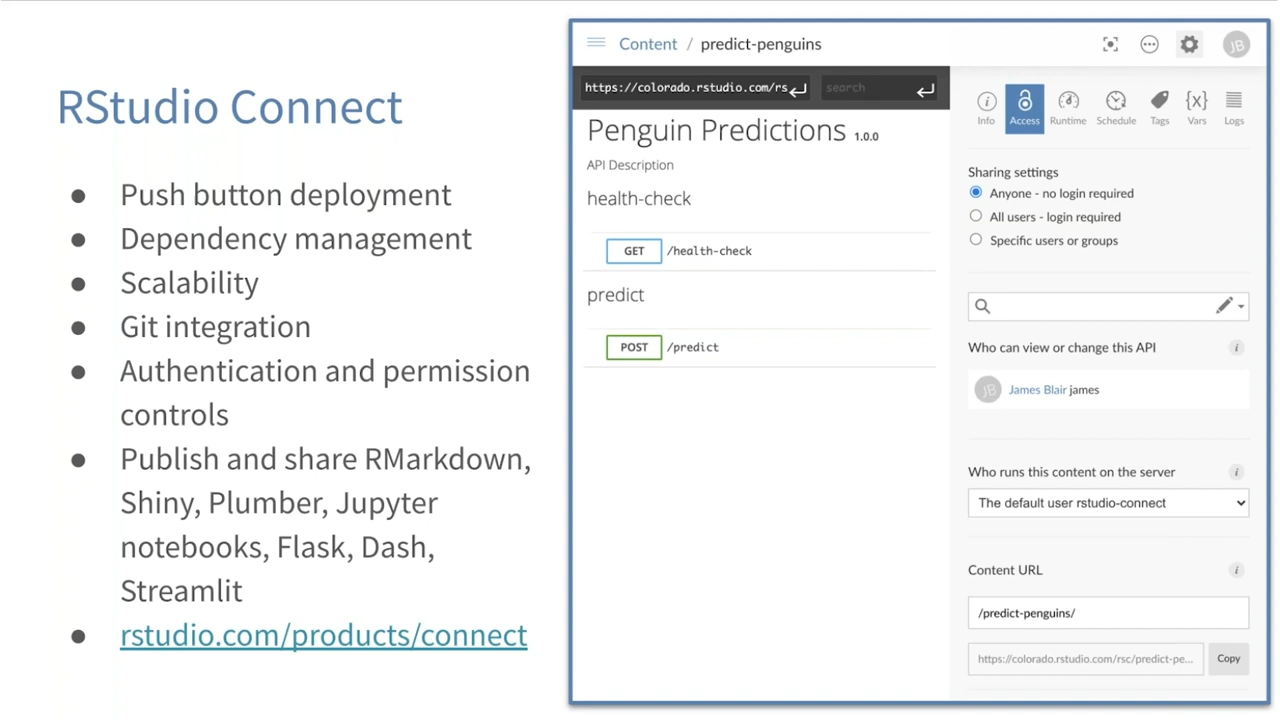 RStudio Connect
● Push button deployment
● Dependency management
● Scalability
● Git integration
● Authentication and permission
controls
● Publish and share RMarkdown,
Shiny, Plumber, Jupyter
notebooks, Flask, Dash,
Streamlit
● rstudio.com/products/connect
Content / predict-penguins
JB
https://colorado.rstudio.com/rs
search
Penguin Predictions 1.0.0
API Description
health-check
GET /health-check
predict
POST /predict
Info Access Runtime Schedule Tags Vars Logs
Sharing settings
Anyone - no login required
All users - login required
Specific users or groups
Who can view or change this API
JB James Blair james
Who runs this content on the server
The default user rstudio-connect
Content URL
/predict-penguins/
https://colorado.rstudio.com/rsc/predict-pe... Copy